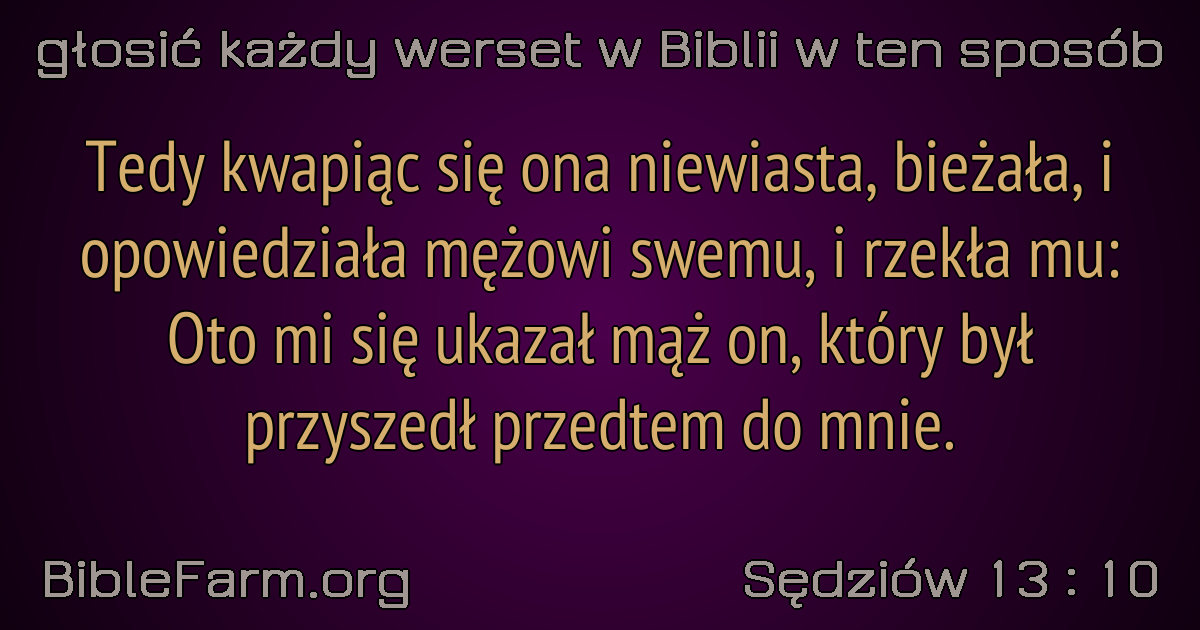 głosić każdy werset w Biblii w ten sposób
Tedy kwapiąc się ona niewiasta, bieżała, i
opowiedziała mężowi swemu, i rzekła mu:
Oto mi się ukazał mąż on, który był
przyszedł przedtem do mnie.
BibleFarm.org
Sędziów 13 : 10